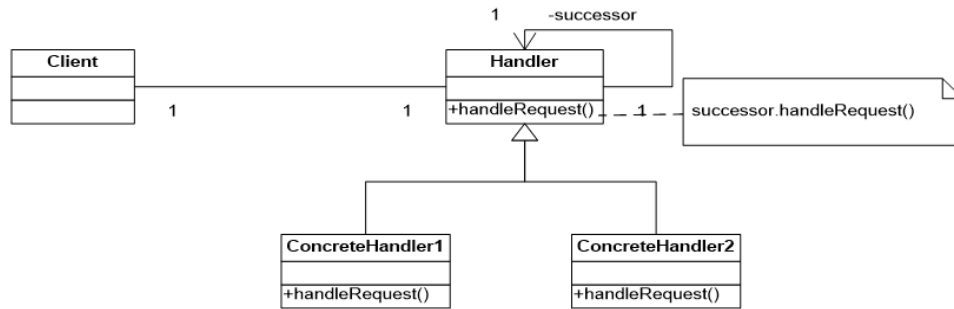 1 -successor
Client
Handler
1 1
+handleRequest() 1
successor.handleRequest()
ConcreteHandler1
+handleRequest()
ConcreteHandler2
+handleRequest()